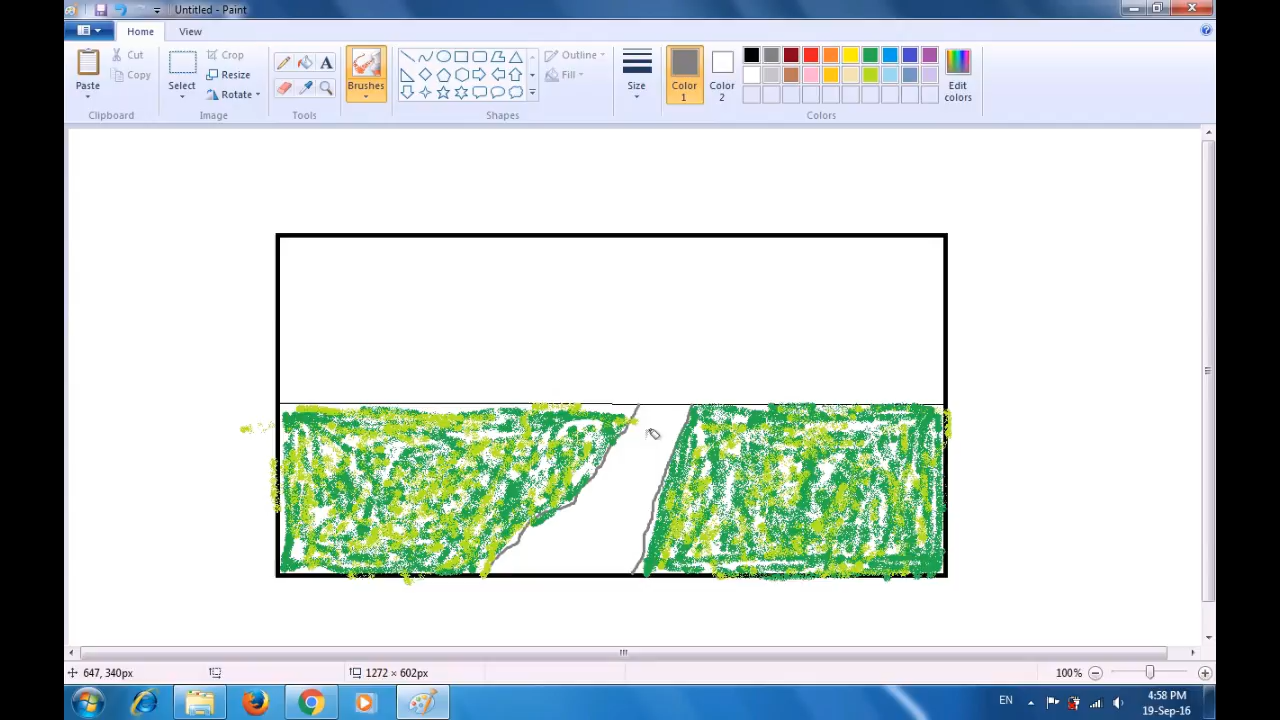 Untitled - Paint
Home View
Paste
Cut
Copy
Clipboard
Select
Crop
Resize
Rotate
Image
A
Tools
Brushes
Outline
Fill
Shapes
Size
Color 1
Color 2
Edit colors
Colors
647, 340px
1272 × 602px
100%
EN
4:58 PM
19-Sep-16